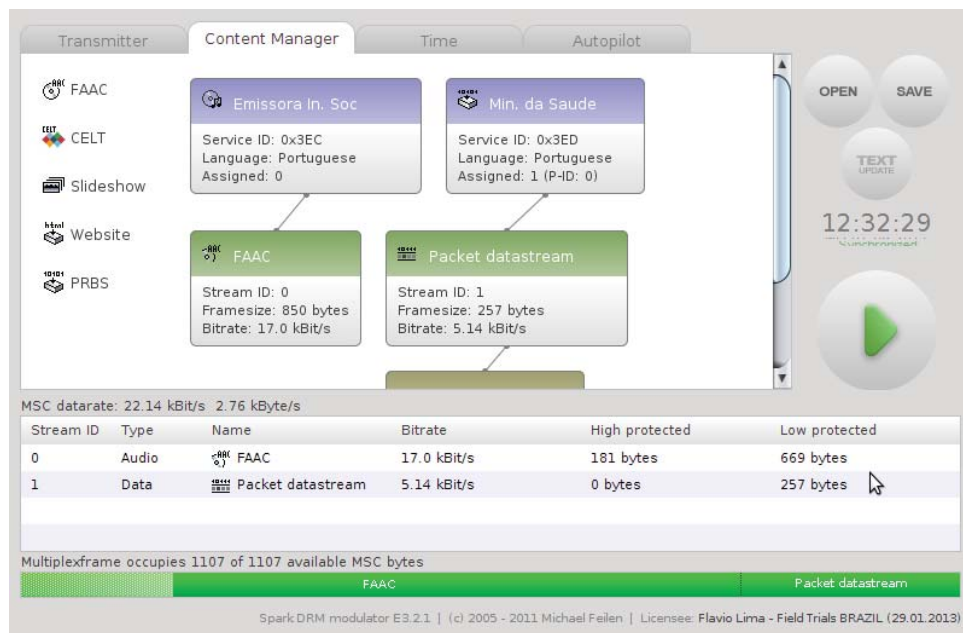 Transmitter
Content Manager
Time
Autopilot
FAAC
CELT
Slideshow
Website
PRBS
Emissora In. Soc
Service ID: 0x3EC
Language: Portuguese
Assigned: 0
Min. da Saude
Service ID: 0x3ED
Language: Portuguese
Assigned: 1 (P-ID: 0)
FAAC
Stream ID: 0
Framesize: 850 bytes
Bitrate: 17.0 kBit/s
Packet datastream
Stream ID: 1
Framesize: 257 bytes
Bitrate: 5.14 kBit/s
OPEN
SAVE
TEXT
UPDATE
12:32:29
Synchronized
MSC datarate: 22.14 kBit/s 2.76 kByte/s
Stream ID Type Name Bitrate High protected Low protected
0 Audio FAAC 17.0 kBit/s 181 bytes 669 bytes
1 Data Packet datastream 5.14 kBit/s 0 bytes 257 bytes
Multiplexframe occupies 1107 of 1107 available MSC bytes
FAAC Packet datastream
Spark DRM modulator E3.2.1 | (c) 2005 - 2011 Michael Feilen | Licensee: Flavio Lima - Field Trials BRAZIL (29.01.2013)